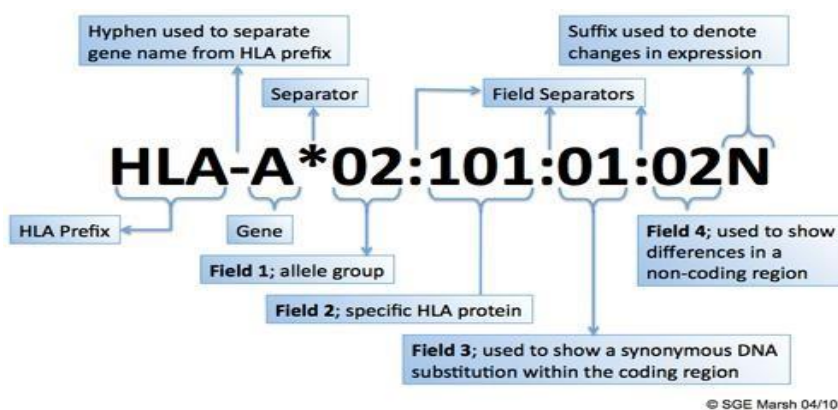 Hyphen used to separate
gene name from HLA prefix
Suffix used to denote
changes in expression
Separator
Field Separators
HLA-A*02:101:01:02N
HLA Prefix
Gene
Field 1; allele group
Field 2; specific HLA protein
Field 3; used to show a synonymous DNA
substitution within the coding region
Field 4; used to show
differences in a
non-coding region
© SGE Marsh 04/10